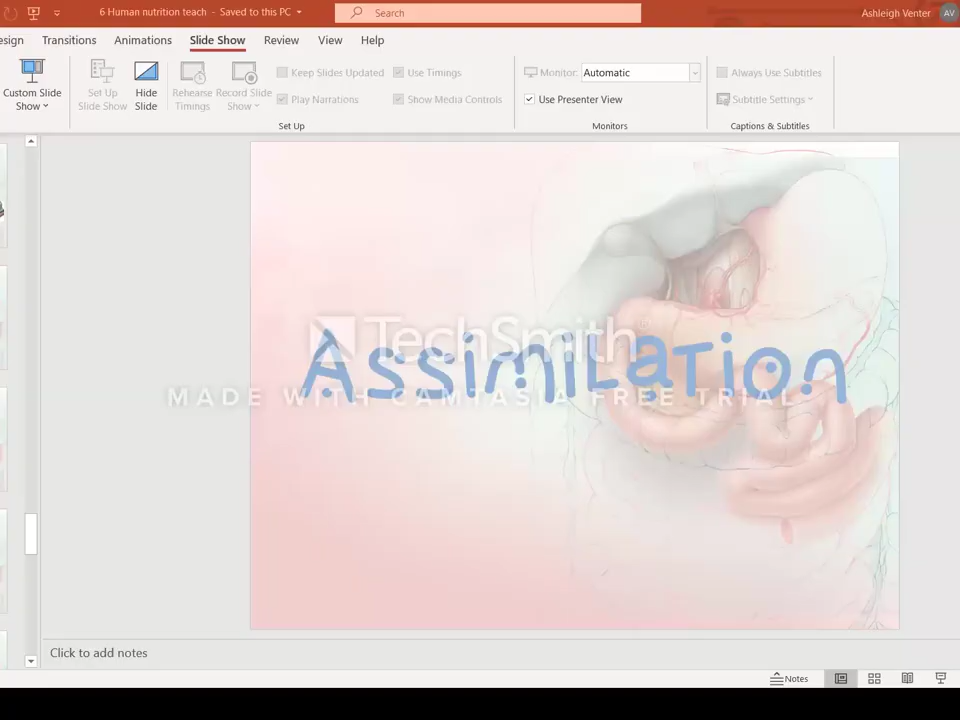 6 Human nutrition teach - Saved to this PC
Search
Ashleigh Venter AV
esign Transitions Animations Slide Show Review View Help
Custom Slide Show
Set Up Slide Show
Hide Slide
Rehearse Timings
Record Slide Show
Keep Slides Updated
Use Timings
Play Narrations
Show Media Controls
Set Up
Monitor: Automatic
Use Presenter View
Monitors
Always Use Subtitles
Subtitle Settings
Captions & Subtitles
TechSmith
Assimilation
MADE WITH CAMTASIA FREE TRIAL
Click to add notes
Notes